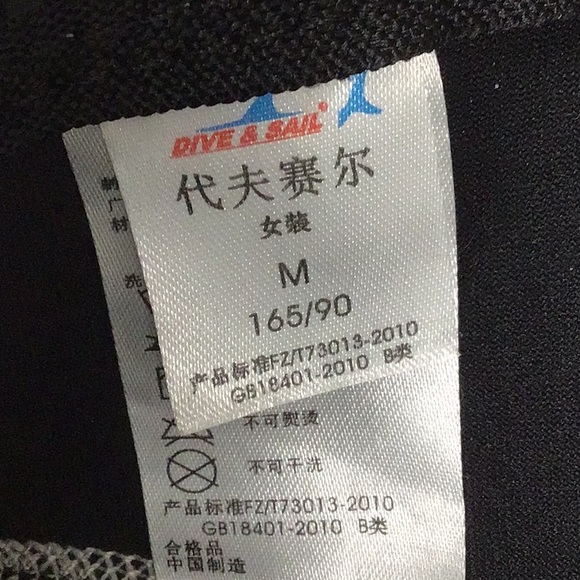 DIVE & SAIL®
代夫赛尔
女装
M
165/90
产品标准FZ/T73013-2010
GB18401-2010 B类
材
洗
不可熨烫
不可干洗
产品标准FZ/T73013-2010
GB18401-2010 B类
合格品
中国制造